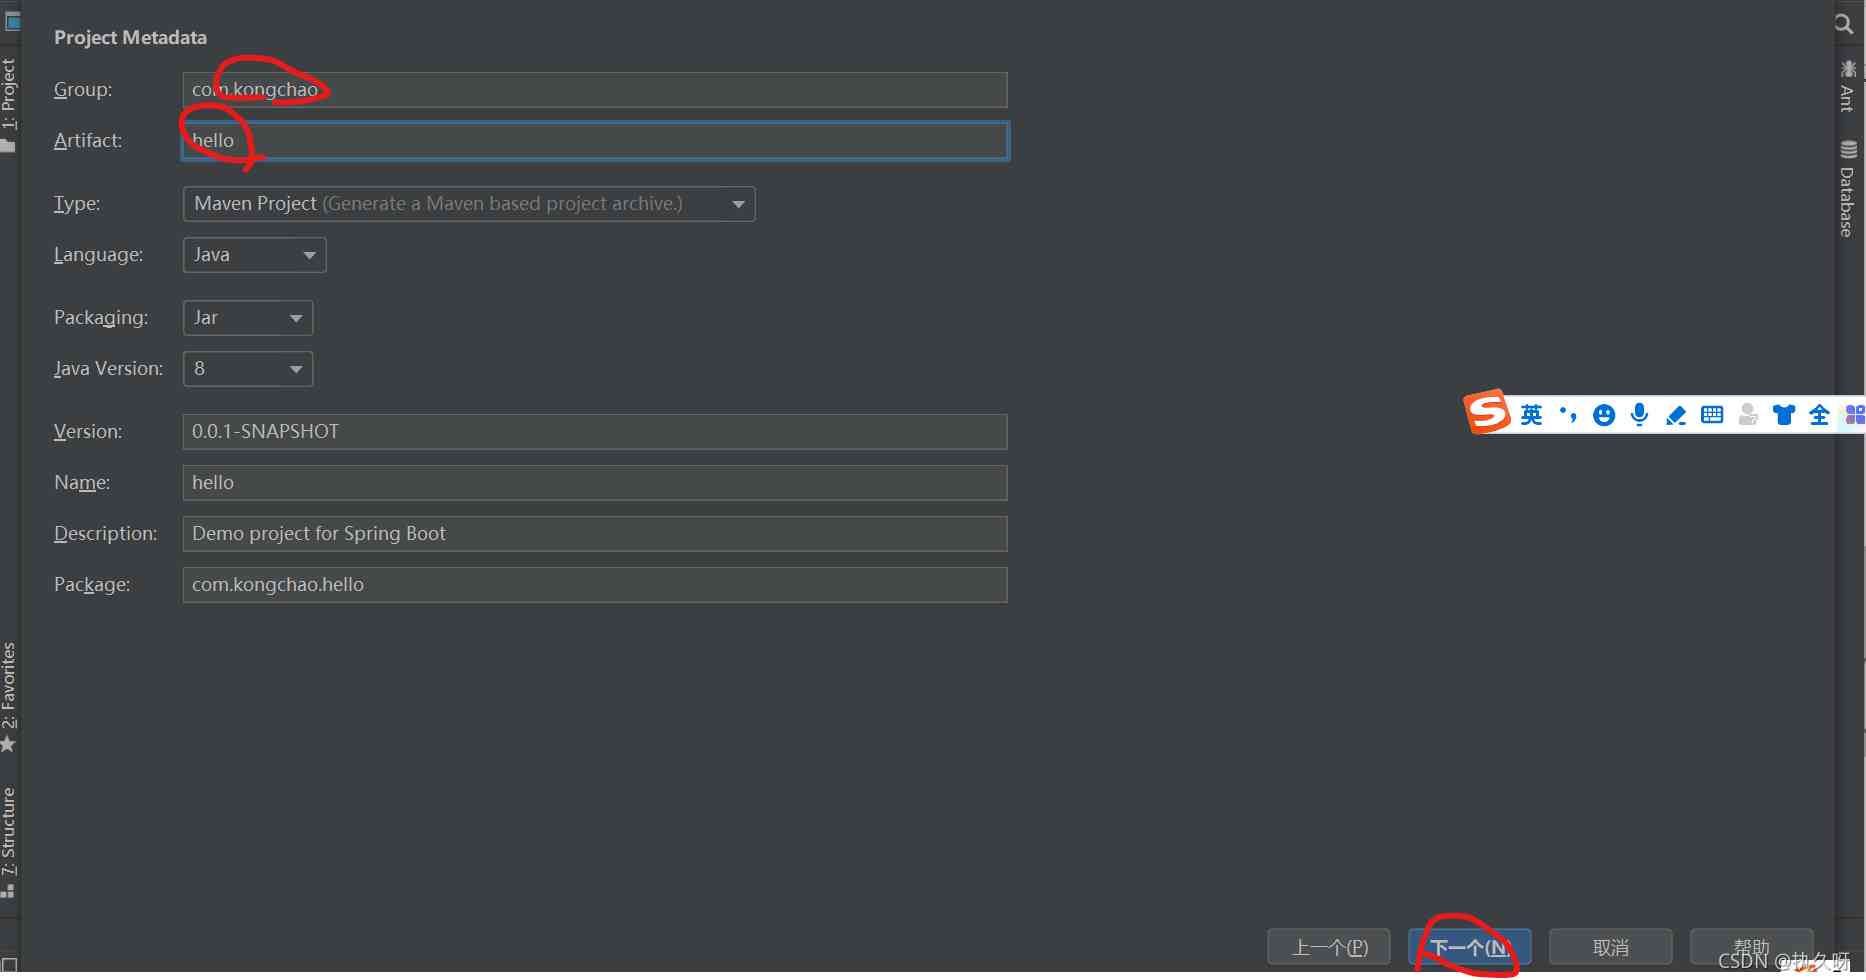 Project Metadata
Group: com.kongchao
Artifact: hello
Type: Maven Project (Generate a Maven based project archive.)
Language: Java
Packaging: Jar
Java Version: 8
Version: 0.0.1-SNAPSHOT
Name: hello
Description: Demo project for Spring Boot
Package: com.kongchao.hello
1: Project
2: Favorites
7: Structure
Ant
Database
英 全
上一个(P) 下一个(N) 取消 帮助
CSDN @执久呀